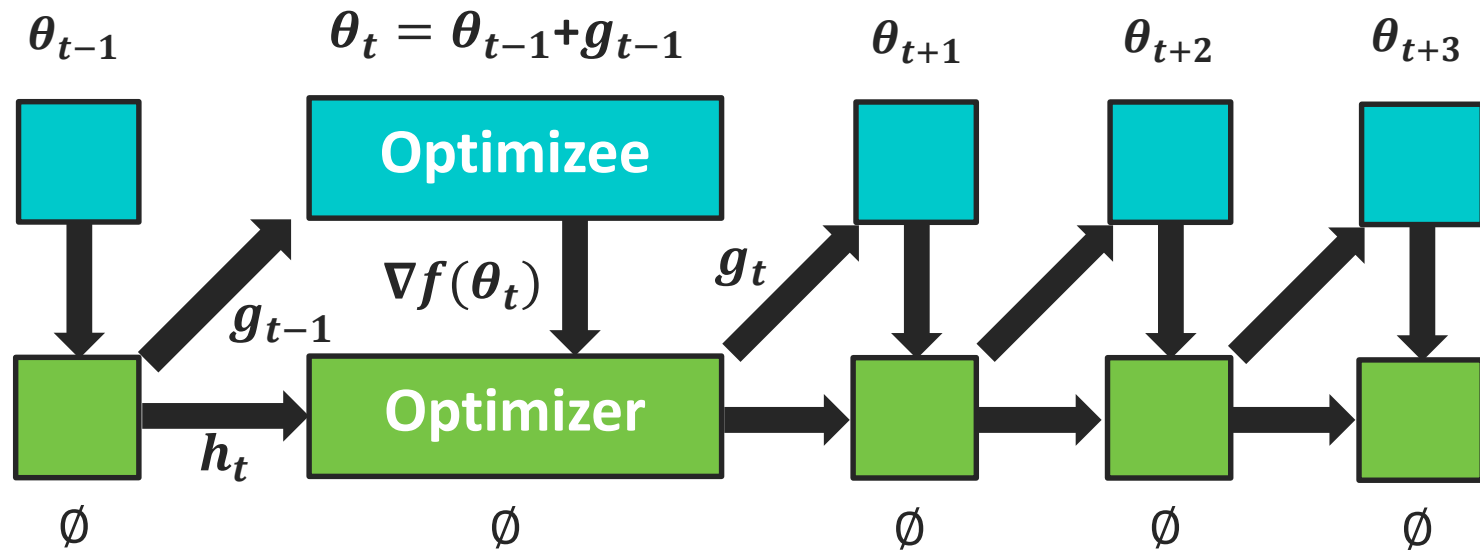 θ_{t−1} θ_t = θ_{t−1}+g_{t−1} θ_{t+1} θ_{t+2} θ_{t+3}
Optimizee
g_{t−1} ∇f(θ_t) g_t
Optimizer
h_t
∅ ∅ ∅ ∅ ∅